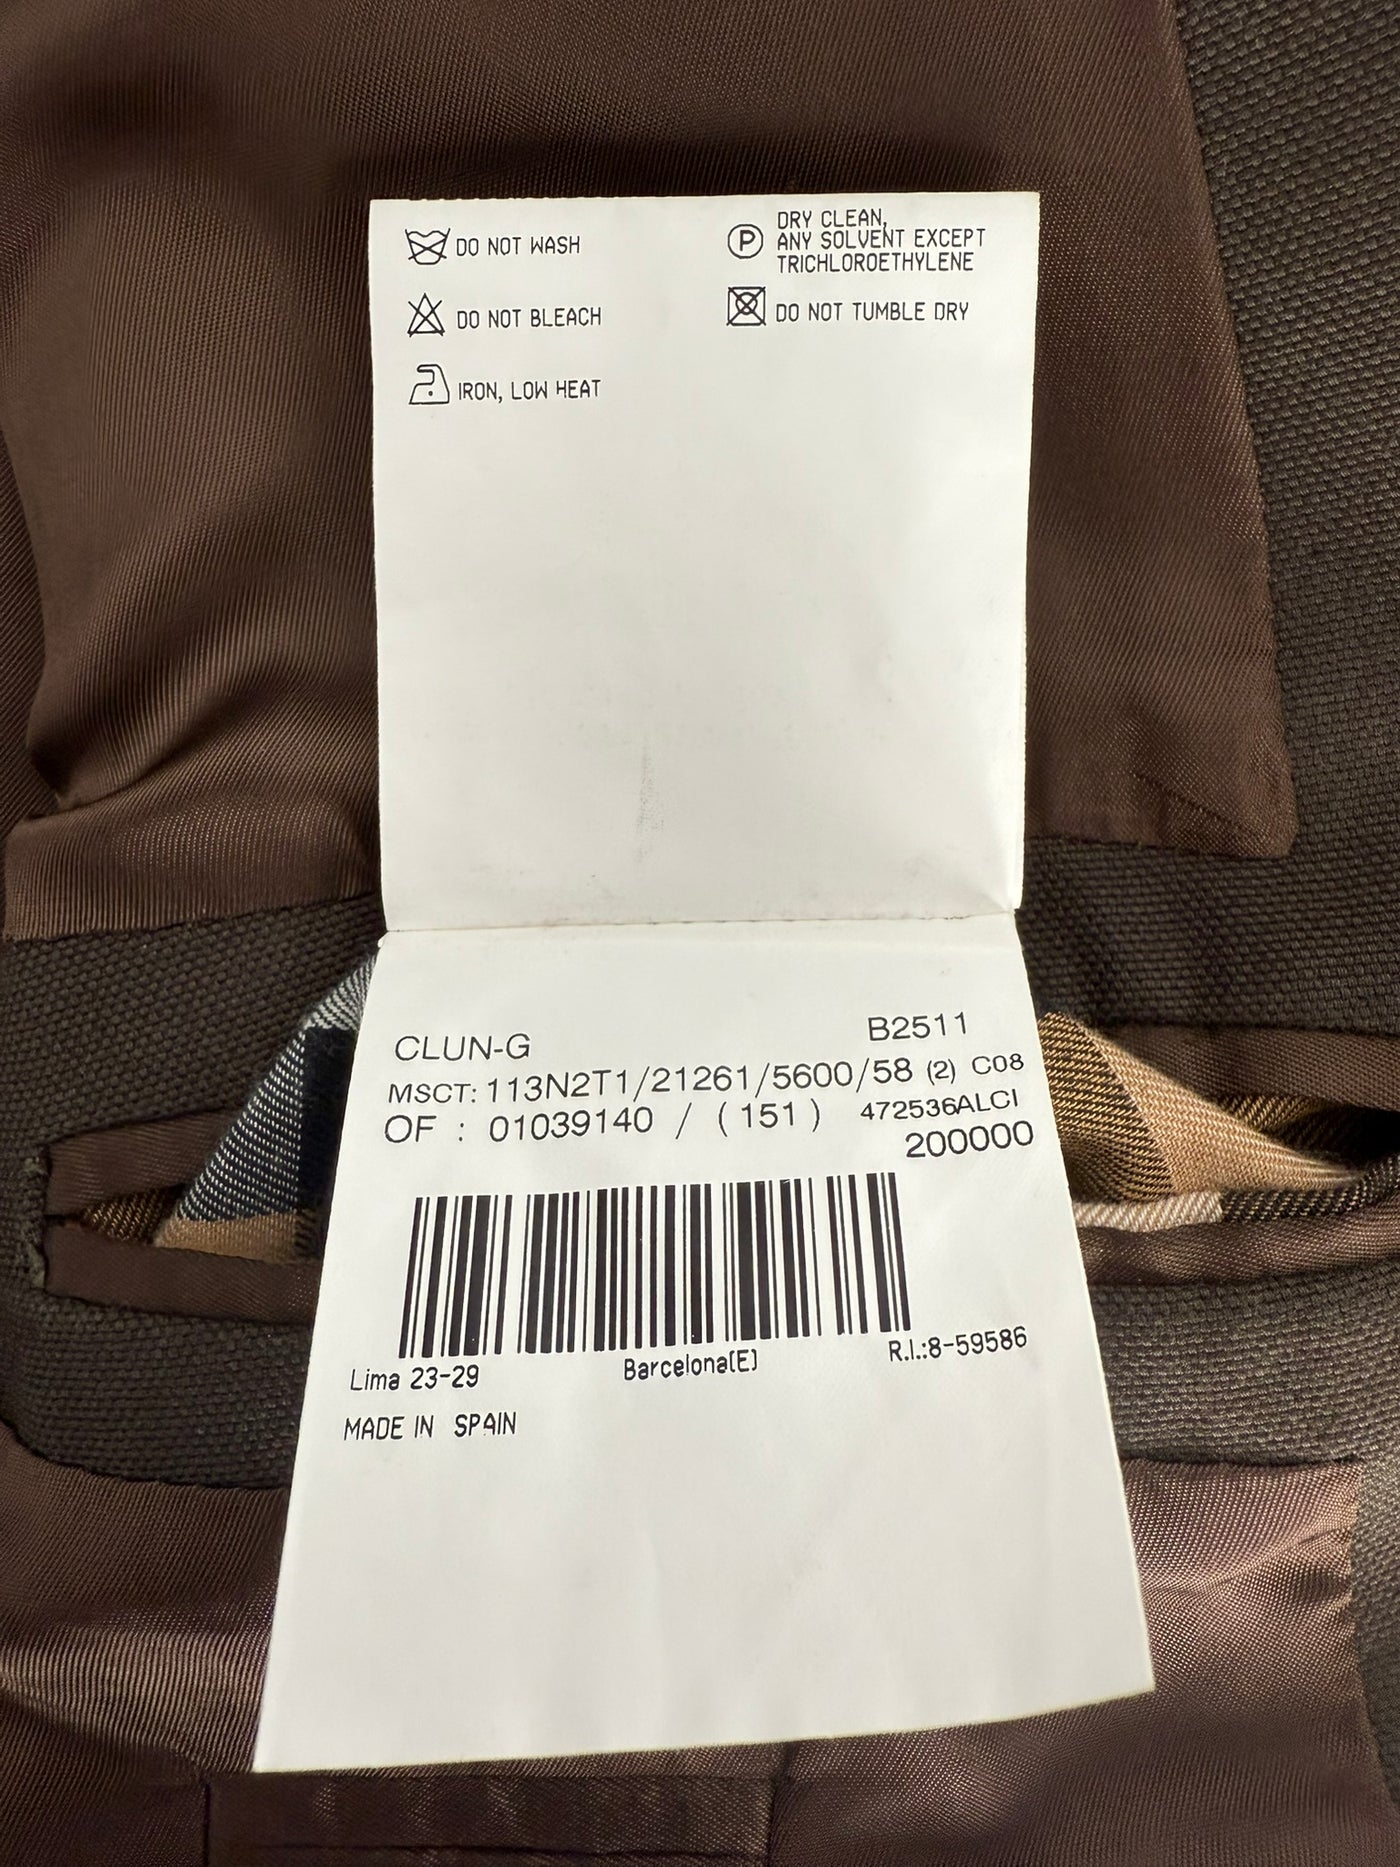 DO NOT WASH
DO NOT BLEACH
IRON, LOW HEAT
P
DRY CLEAN,
ANY SOLVENT EXCEPT
TRICHLOROETHYLENE
DO NOT TUMBLE DRY
CLUN-G B2511
MSCT: 113N2T1/21261/5600/58 (2) C08
OF : 01039140 / (151) 472536ALCI
200000
Lima 23-29 Barcelona(E) R.I.:8-59586
MADE IN SPAIN